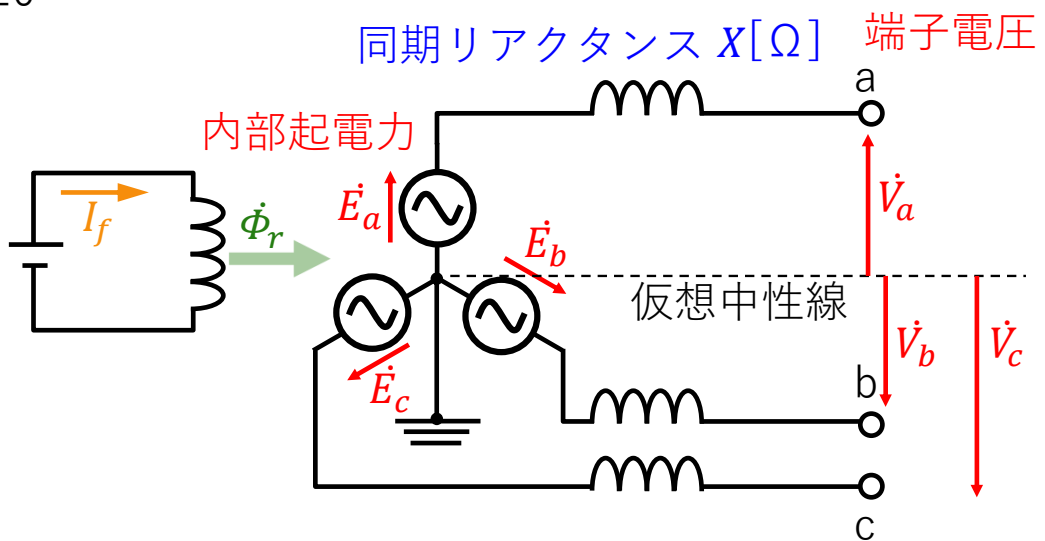 同期リアクタンス X[Ω]
端子電圧
a
内部起電力
I_f
Φ̇_r
Ė_a
Ė_b
V̇_a
仮想中性線
V̇_b
V̇_c
Ė_c
b
c